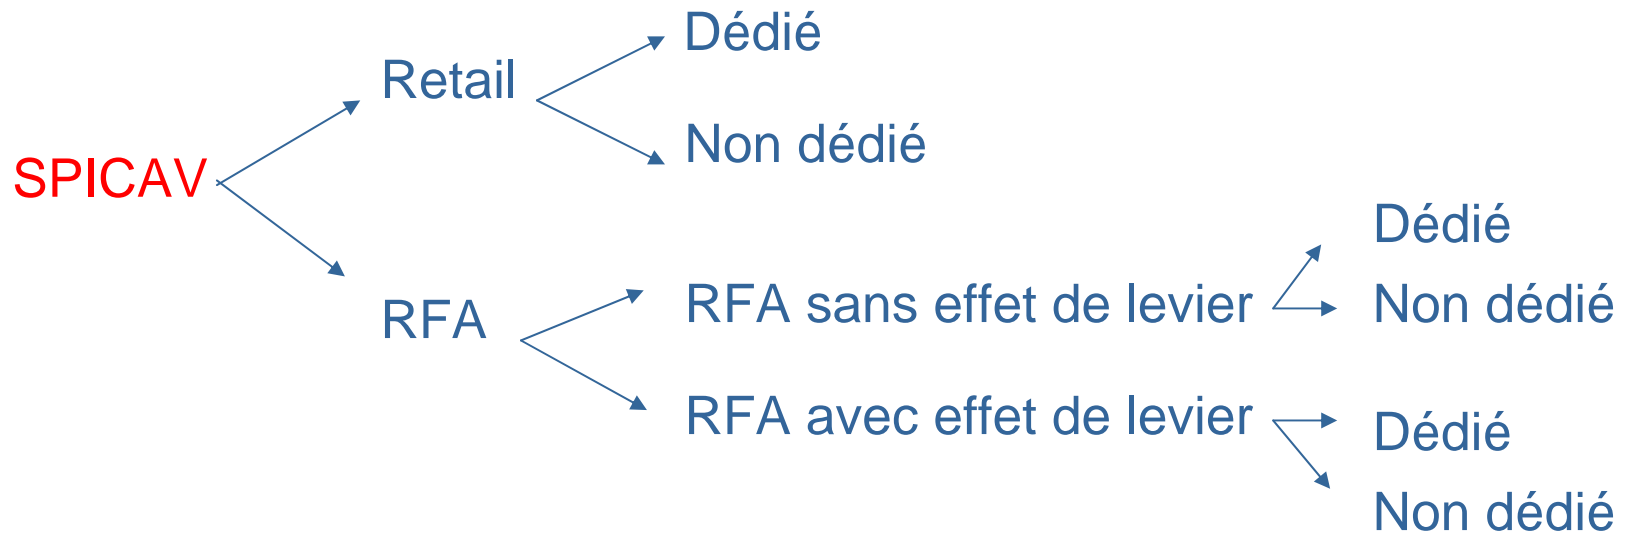 Dédié
Retail
Non dédié
SPICAV
Dédié
RFA sans effet de levier
Non dédié
RFA
RFA avec effet de levier
Dédié
Non dédié